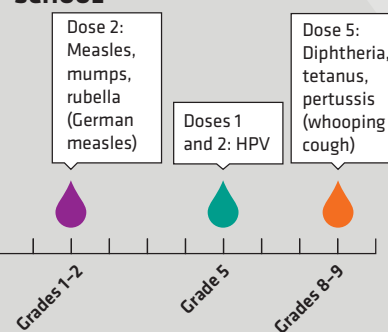 Dose 2:
Measles,
mumps,
rubella
(German
measles)
Doses 1
and 2: HPV
Dose 5:
Diphtheria,
tetanus,
pertussis
(whooping
cough)
Grades 1–2
Grade 5
Grades 8–9